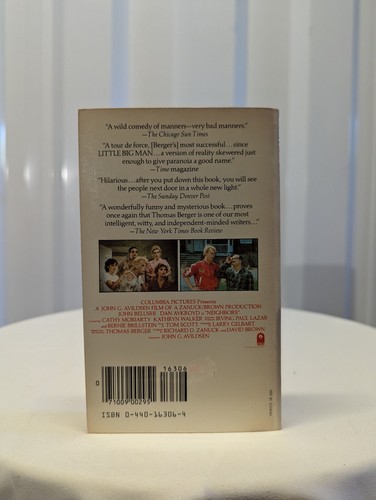 "A wild comedy of manners—very bad manners."
—The Chicago Sun Times
"A tour de force, [Berger's] most successful... since
LITTLE BIG MAN... a version of reality skewered just
enough to give paranoia a good name."
—Time magazine
"Hilarious... after you put down this book, you will see
the people next door in a whole new light."
—The Sunday Denver Post
"A wonderfully funny and mysterious book... proves
once again that Thomas Berger is one of our most
intelligent, witty, and independent-minded writers..."
—The New York Times Book Review
COLUMBIA PICTURES Presents
A JOHN G. AVILDSEN FILM OF A ZANUCK/BROWN PRODUCTION
JOHN BELUSHI · DAN AYKROYD in "NEIGHBORS"
CATHY MORIARTY KATHRYN WALKER IRVING PAUL LAZAR
and BERNIE BRILLSTEIN TOM SCOTT LARRY GELBART
THOMAS BERGER RICHARD D. ZANUCK and DAVID BROWN
JOHN G. AVILDSEN
16306
0
71009 00295
ISBN 0-440-16306-4